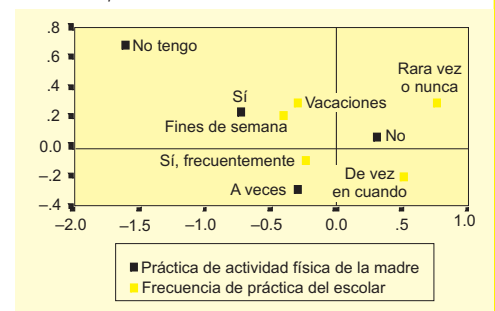 .8
No tengo
.6
Rara vez
o nunca
.4
Sí
Vacaciones
.2
Fines de semana
No
0.0
Sí, frecuentemente
De vez
en cuando
–.2
A veces
–.4
–2.0 –1.5 –1.0 –0.5 0.0 .5 1.0
Práctica de actividad física de la madre
Frecuencia de práctica del escolar